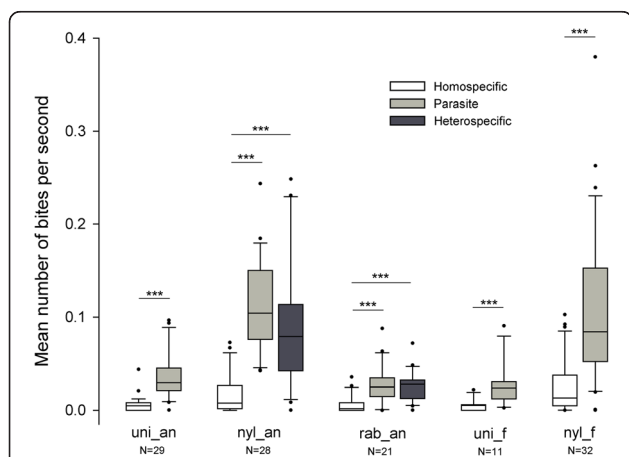 0.4
0.3
0.2
0.1
0.0
Mean number of bites per second
Homospecific
Parasite
Heterospecific
***
***
***
***
***
***
***
uni_an
nyl_an
rab_an
uni_f
nyl_f
N=29
N=28
N=21
N=11
N=32